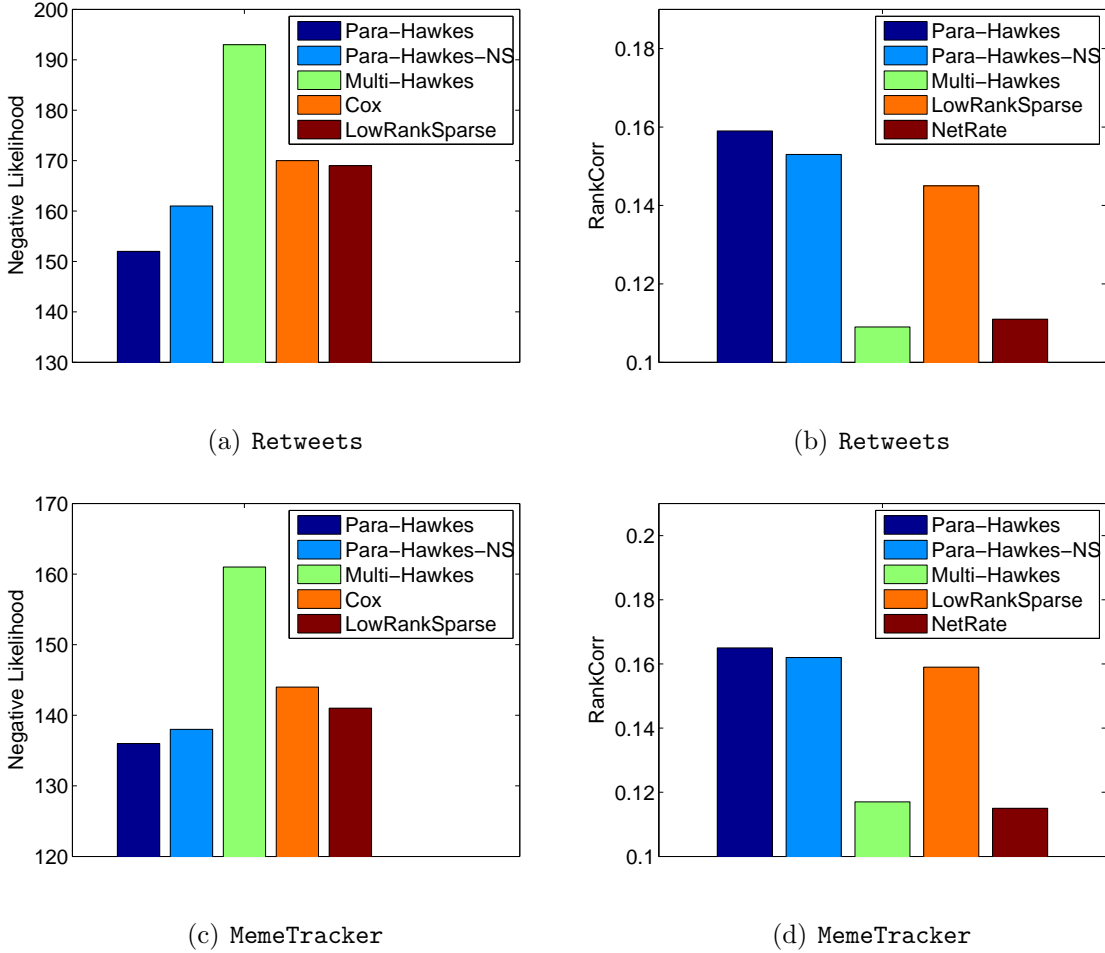 200
190
180
170
160
150
140
130
Negative Likelihood
Para-Hawkes
Para-Hawkes-NS
Multi-Hawkes
Cox
LowRankSparse
(a) Retweets
0.18
0.16
0.14
0.12
0.1
RankCorr
Para-Hawkes
Para-Hawkes-NS
Multi-Hawkes
LowRankSparse
NetRate
(b) Retweets
170
160
150
140
130
120
Negative Likelihood
Para-Hawkes
Para-Hawkes-NS
Multi-Hawkes
Cox
LowRankSparse
(c) MemeTracker
0.2
0.18
0.16
0.14
0.12
0.1
RankCorr
Para-Hawkes
Para-Hawkes-NS
Multi-Hawkes
LowRankSparse
NetRate
(d) MemeTracker